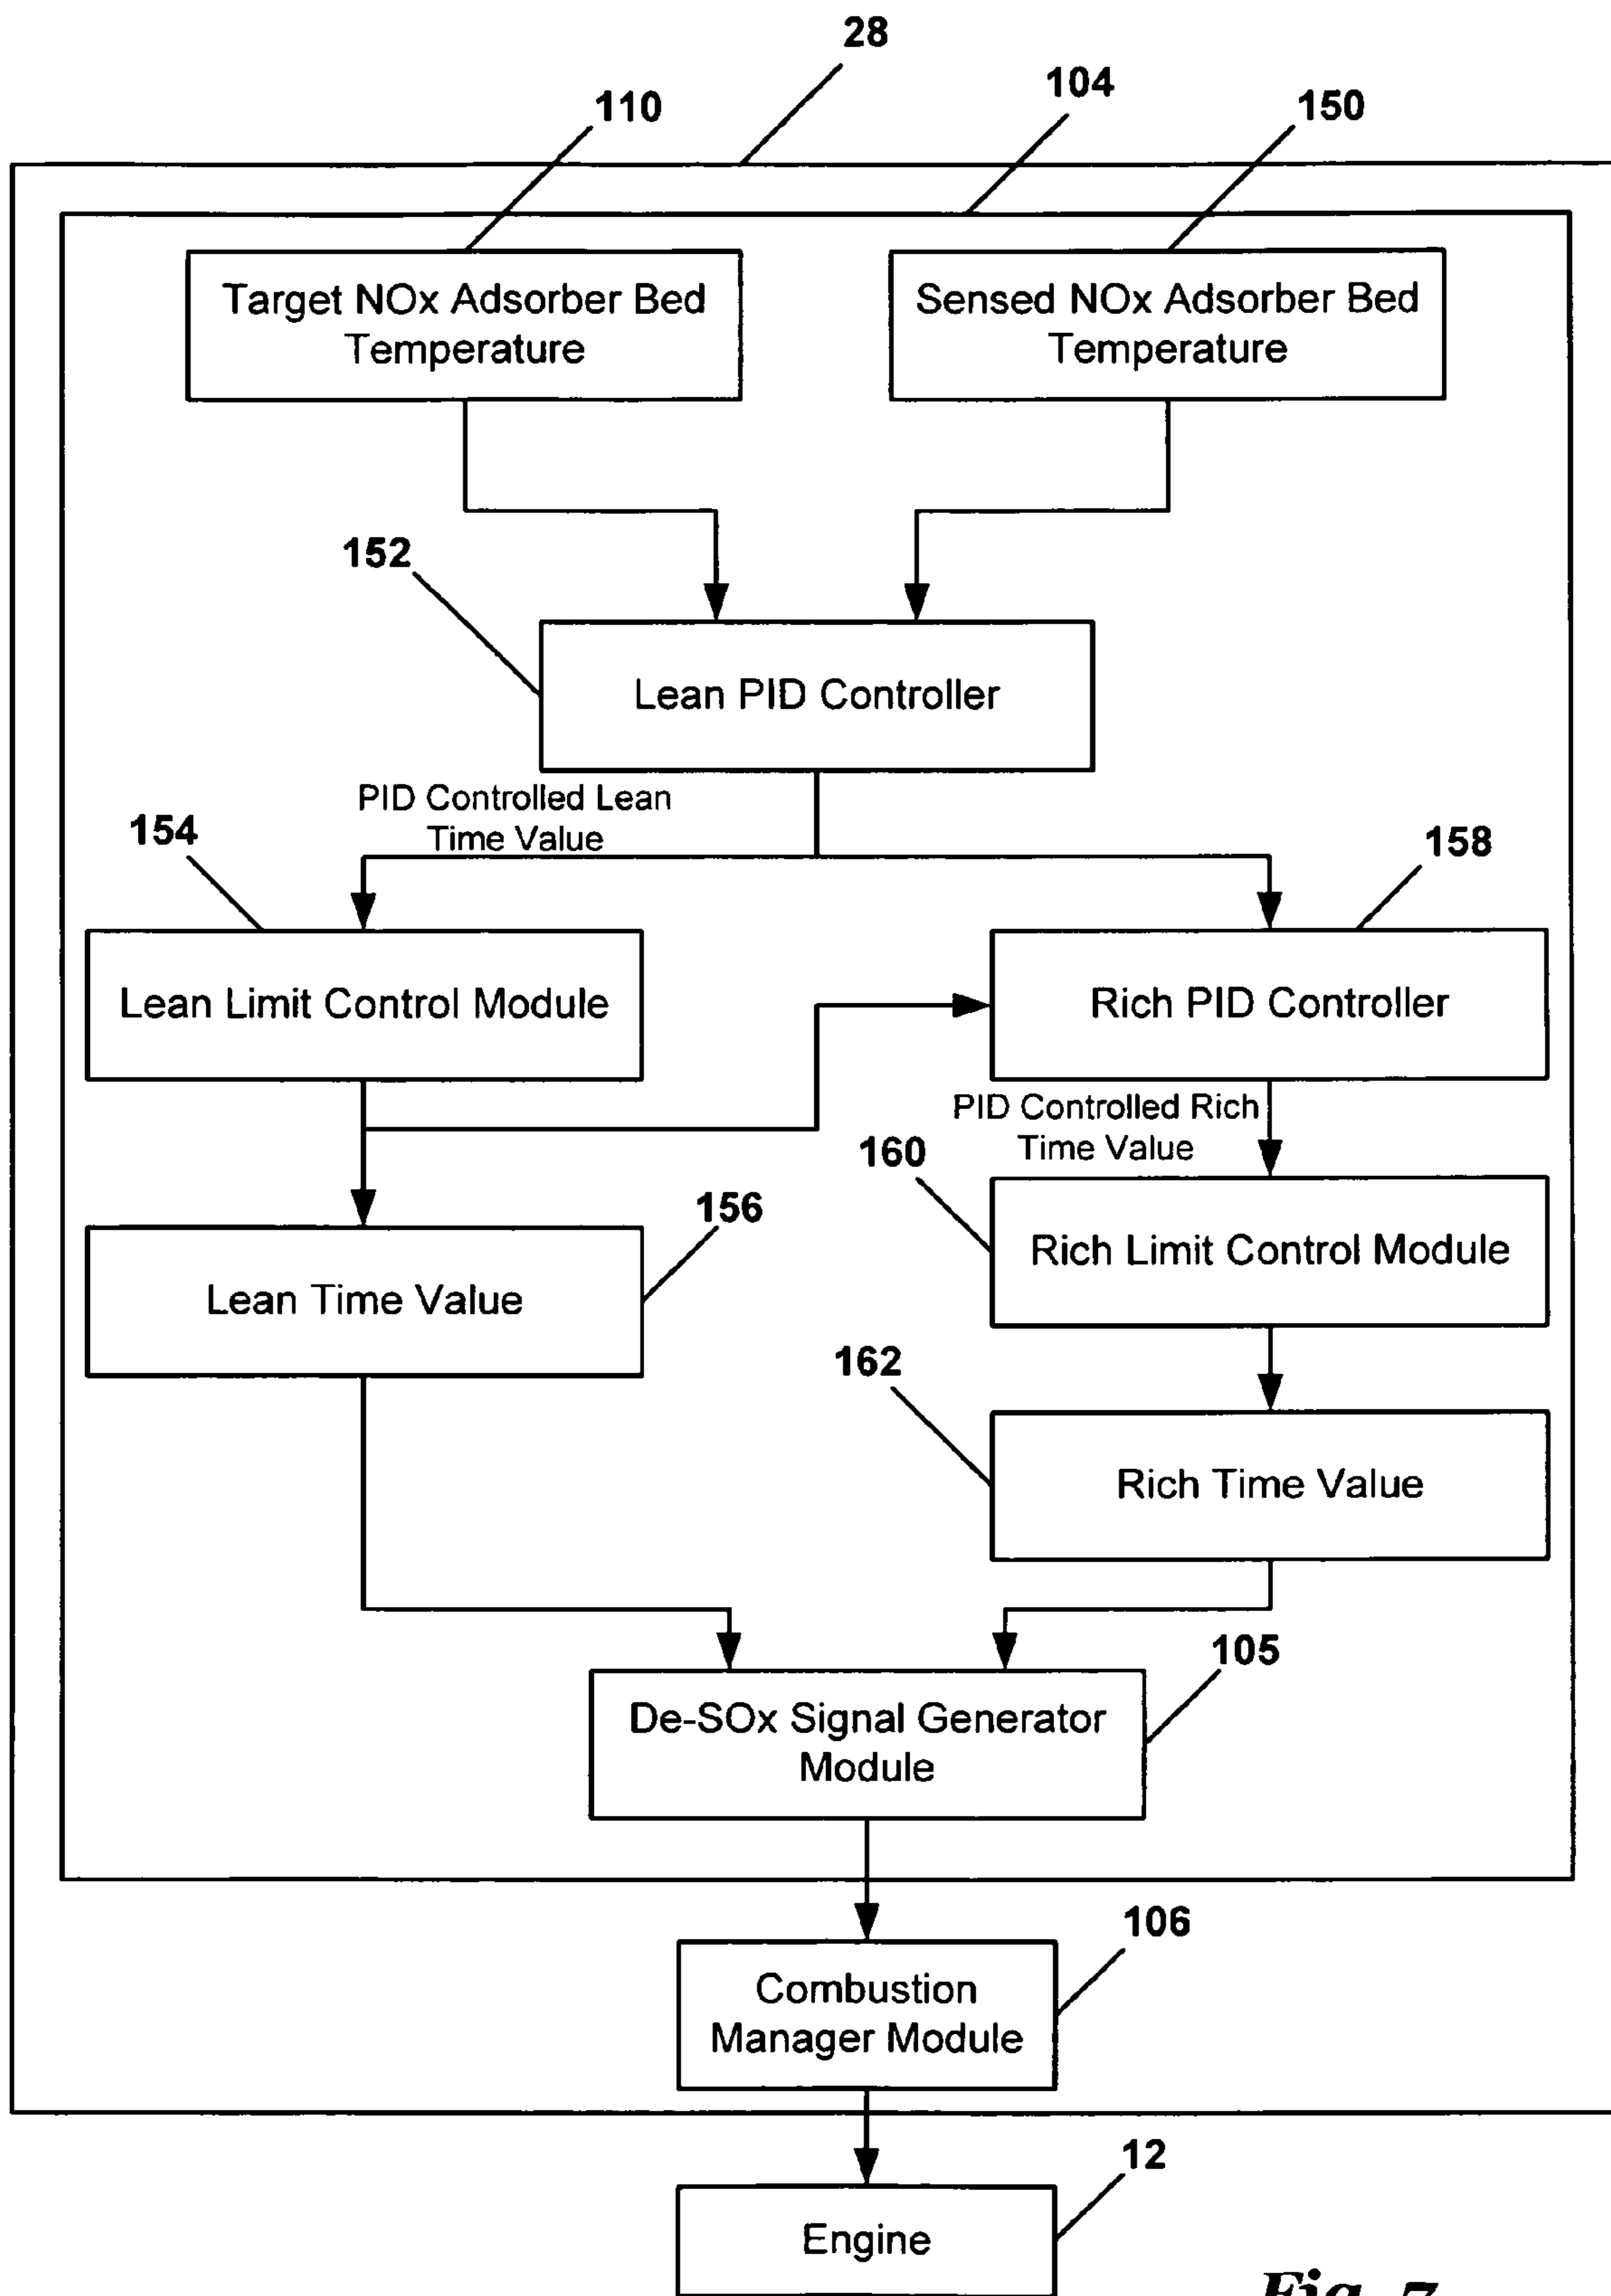 28
104
110
150
Target NOx Adsorber Bed
Temperature
Sensed NOx Adsorber Bed
Temperature
152
Lean PID Controller
PID Controlled Lean
Time Value
154
158
Lean Limit Control Module
Rich PID Controller
PID Controlled Rich
Time Value
160
156
Rich Limit Control Module
Lean Time Value
162
Rich Time Value
105
De-SOx Signal Generator
Module
106
Combustion
Manager Module
12
Engine
Fig. 7